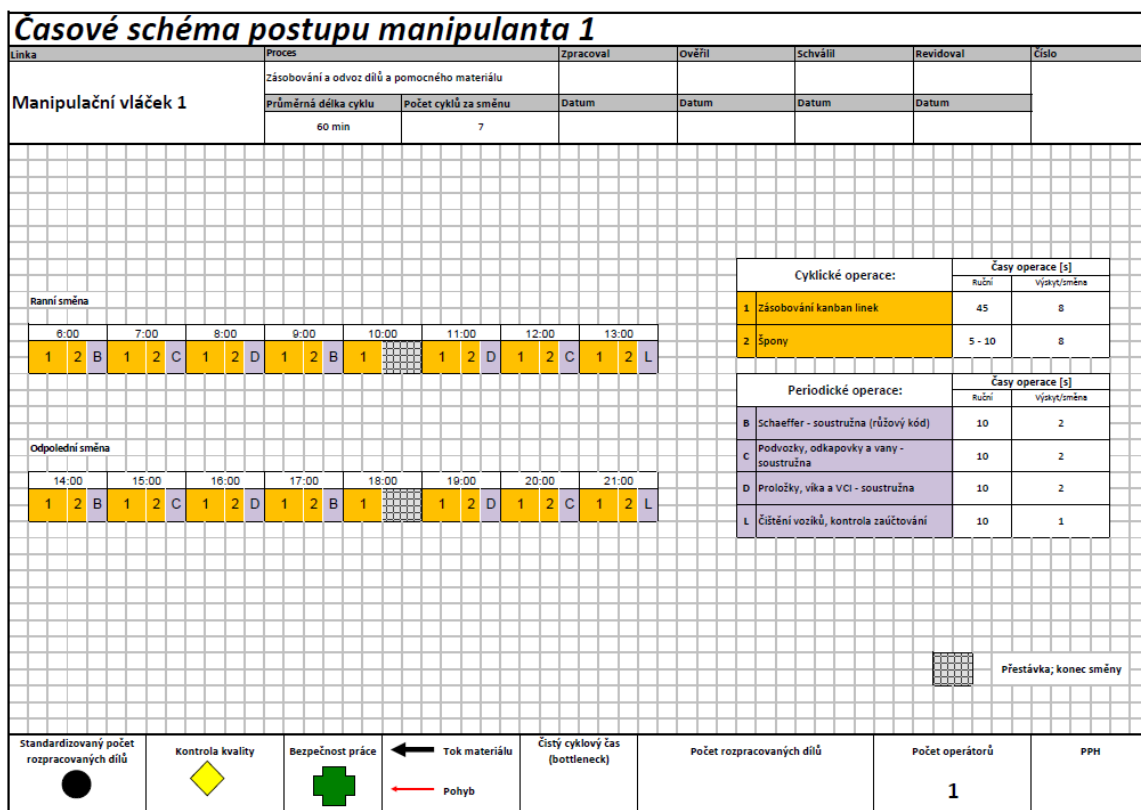 Časové schéma postupu manipulanta 1
Linka Proces Zpracoval Ověřil Schválil Revidoval Číslo
Zásobování a odvoz dílů a pomocného materiálu
Manipulační vláček 1
Průměrná délka cyklu Počet cyklů za směnu Datum Datum Datum Datum
60 min 7
Cyklické operace: Časy operace [s]
Ruční Výskyt/směna
1 Zásobování kanban linek 45 8
2 Špony 5 - 10 8
Ranní směna
6:00 7:00 8:00 9:00 10:00 11:00 12:00 13:00
1 2 B 1 2 C 1 2 D 1 2 B 1 1 2 D 1 2 C 1 2 L
Periodické operace: Časy operace [s]
Ruční Výskyt/směna
B Schaeffer - soustružna (růžový kód) 10 2
C Podvozky, odkapovky a vany -
soustružna 10 2
D Proložky, víka a VCI - soustružna 10 2
L Čištění vozíků, kontrola zaúčtování 10 1
Odpolední směna
14:00 15:00 16:00 17:00 18:00 19:00 20:00 21:00
1 2 B 1 2 C 1 2 D 1 2 B 1 1 2 D 1 2 C 1 2 L
Přestávka; konec směny
Standardizovaný počet
rozpracovaných dílů
Kontrola kvality
Bezpečnost práce
Tok materiálu
Pohyb
Čistý cyklový čas
(bottleneck)
Počet rozpracovaných dílů
Počet operátorů
1
PPH